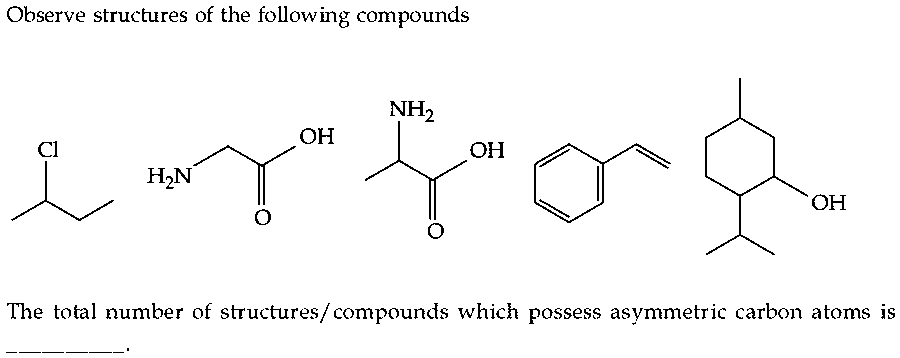 Observe structures of the following compounds
NH₂
Cl
OH
OH
H₂N
O
O
OH
The total number of structures/compounds which possess asymmetric carbon atoms is
___________.